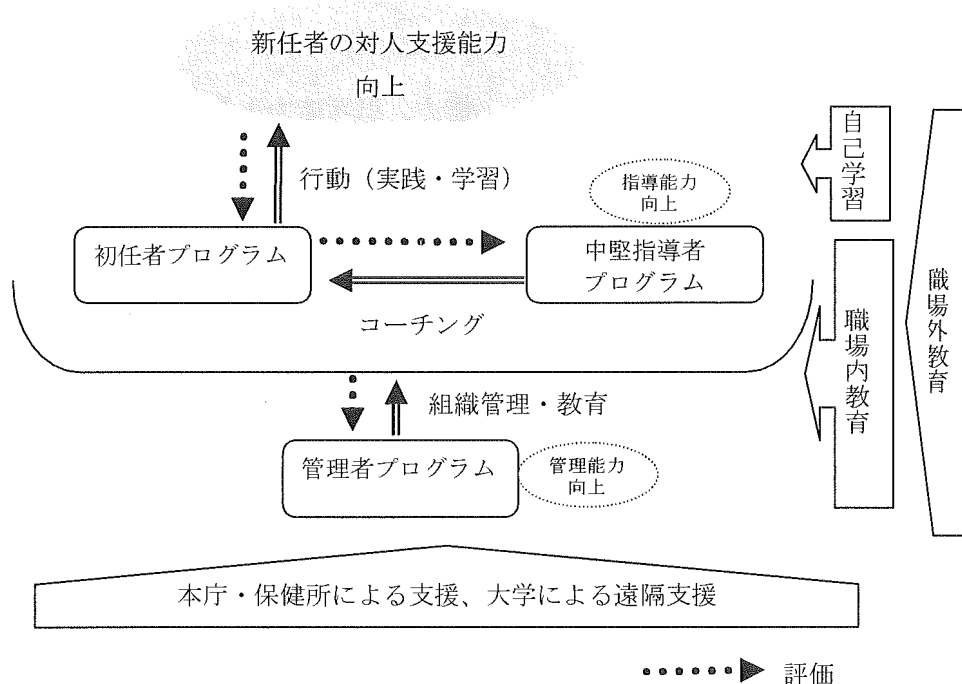 新任者の対人支援能力
向上
行動（実践・学習）
指導能力
向上
初任者プログラム
中堅指導者
プログラム
コーチング
組織管理・教育
管理者プログラム
管理能力
向上
自己学習
職場内教育
職場外教育
本庁・保健所による支援、大学による遠隔支援
評価